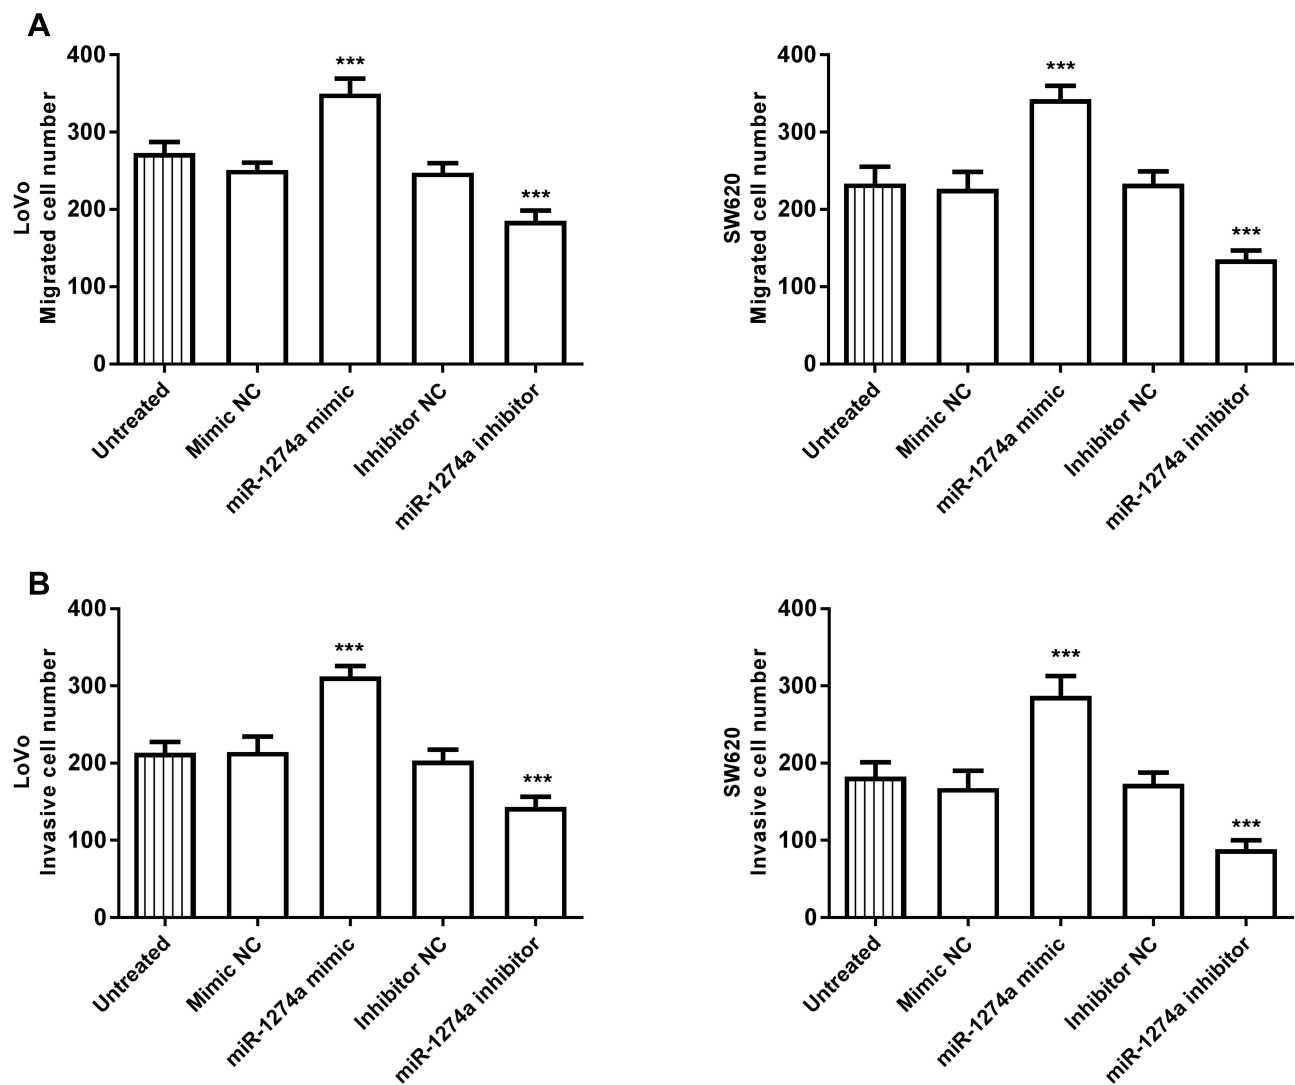 A
LoVo
Migrated cell number
400
300
200
100
0
***
***
Untreated
Mimic NC
miR-1274a mimic
Inhibitor NC
miR-1274a inhibitor
SW620
Migrated cell number
400
300
200
100
0
***
***
Untreated
Mimic NC
miR-1274a mimic
Inhibitor NC
miR-1274a inhibitor
B
LoVo
Invasive cell number
400
300
200
100
0
***
***
Untreated
Mimic NC
miR-1274a mimic
Inhibitor NC
miR-1274a inhibitor
SW620
Invasive cell number
400
300
200
100
0
***
***
Untreated
Mimic NC
miR-1274a mimic
Inhibitor NC
miR-1274a inhibitor